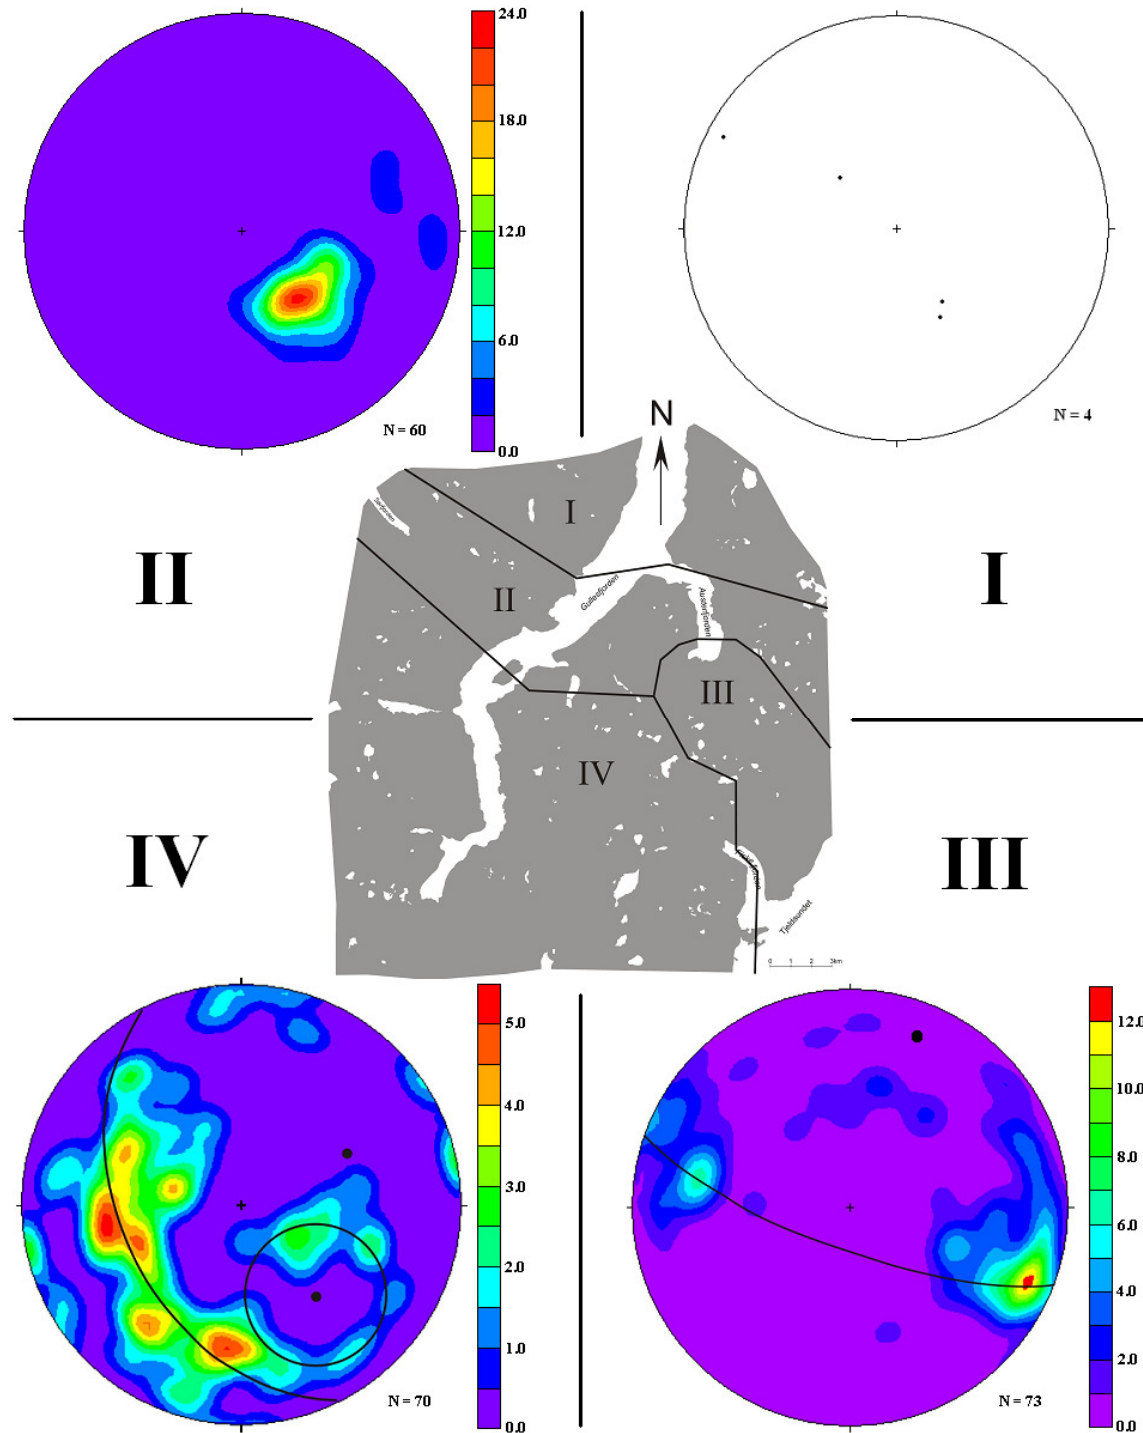 24.0
18.0
12.0
6.0
0.0
N = 60
N = 4
N
I
II
Gullesfjorden
Austerfjorden
III
IV
Tjeldsundet
0 1 2 3km
II
I
IV
III
5.0
4.0
3.0
2.0
1.0
0.0
N = 70
12.0
10.0
8.0
6.0
4.0
2.0
0.0
N = 73